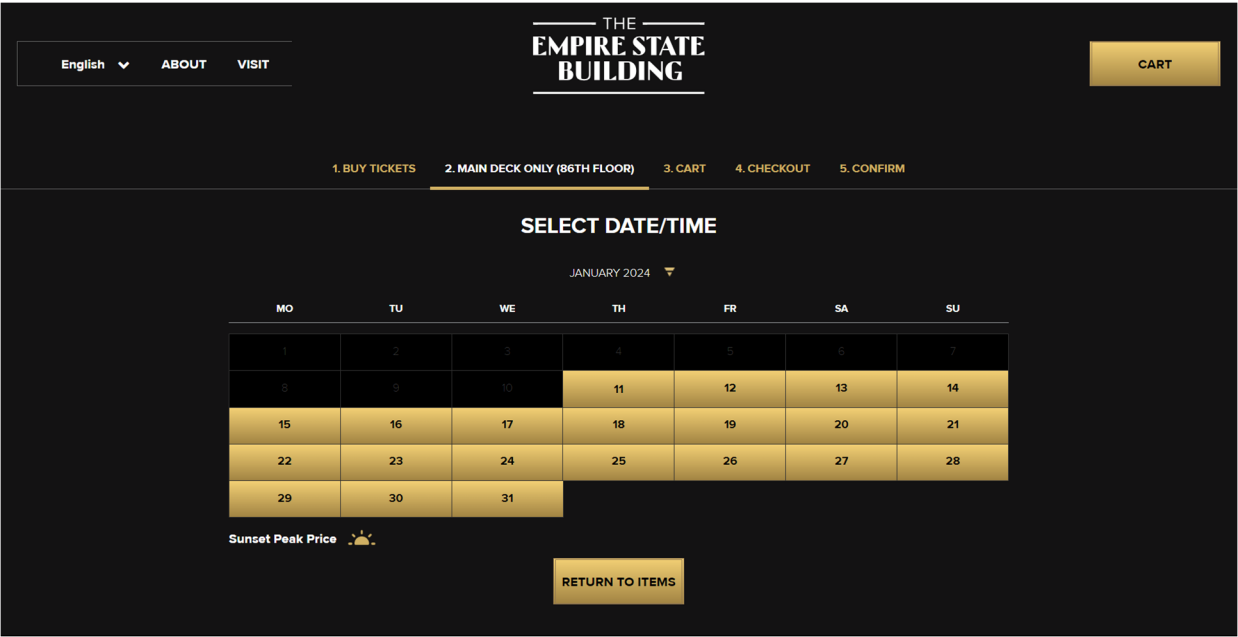 THE
EMPIRE STATE
BUILDING
English ABOUT VISIT
CART
1. BUY TICKETS 2. MAIN DECK ONLY (86TH FLOOR) 3. CART 4. CHECKOUT 5. CONFIRM
SELECT DATE/TIME
JANUARY 2024
MO TU WE TH FR SA SU
1 2 3 4 5 6 7
8 9 10 11 12 13 14
15 16 17 18 19 20 21
22 23 24 25 26 27 28
29 30 31
Sunset Peak Price
RETURN TO ITEMS